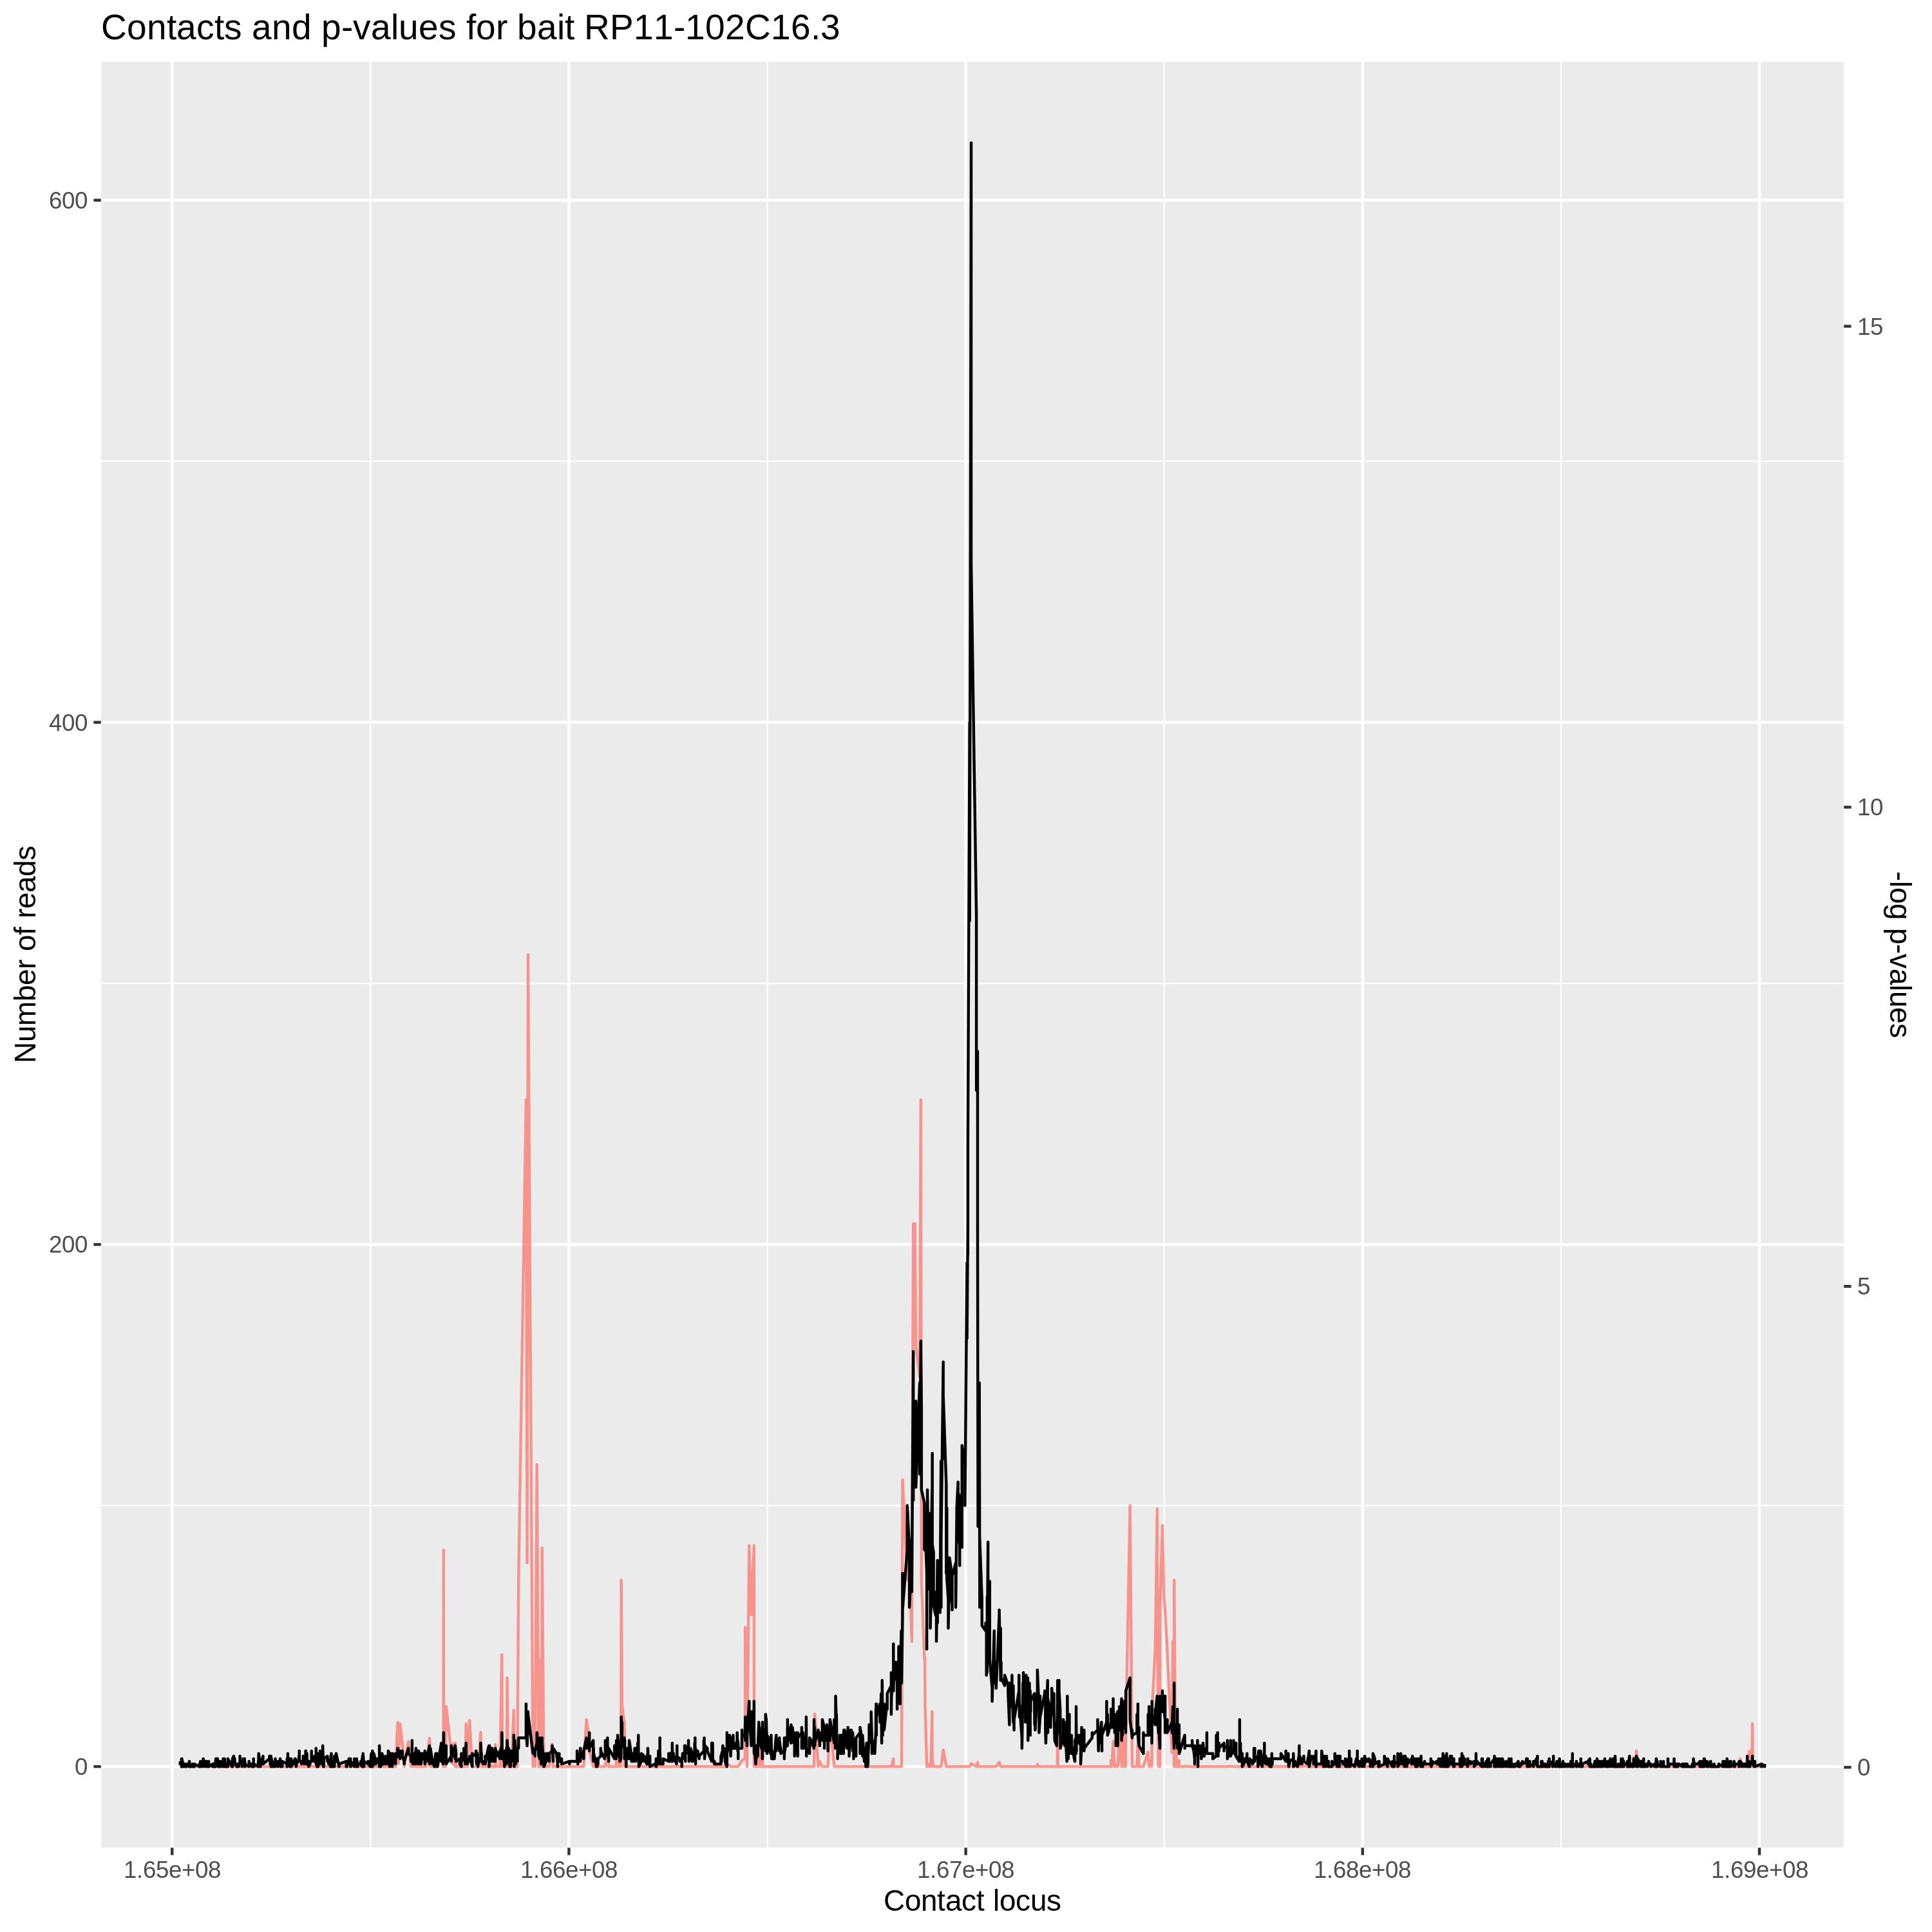 Contacts and p-values for bait RP11-102C16.3
600
400
200
0
Number of reads
15
10
5
0
-log p-values
1.65e+08 1.66e+08 1.67e+08 1.68e+08 1.69e+08
Contact locus